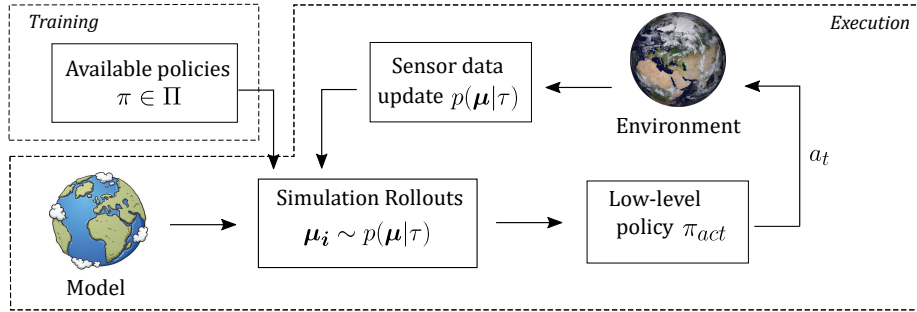 Training
Execution
Available policies
π ∈ Π
Sensor data
update p(μ|τ)
Environment
a_t
Simulation Rollouts
μ_i ∼ p(μ|τ)
Low-level
policy π_act
Model